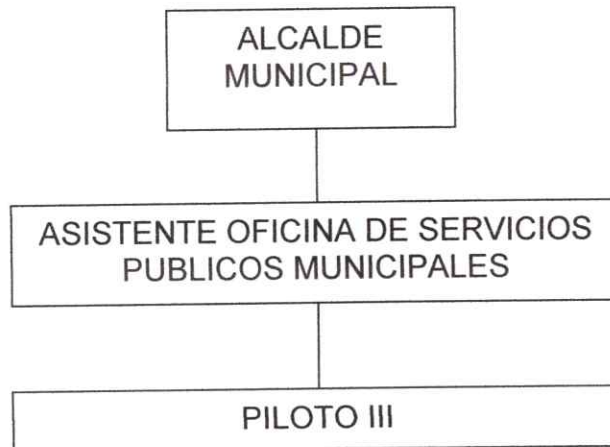 ALCALDE
MUNICIPAL
ASISTENTE OFICINA DE SERVICIOS
PUBLICOS MUNICIPALES
PILOTO III